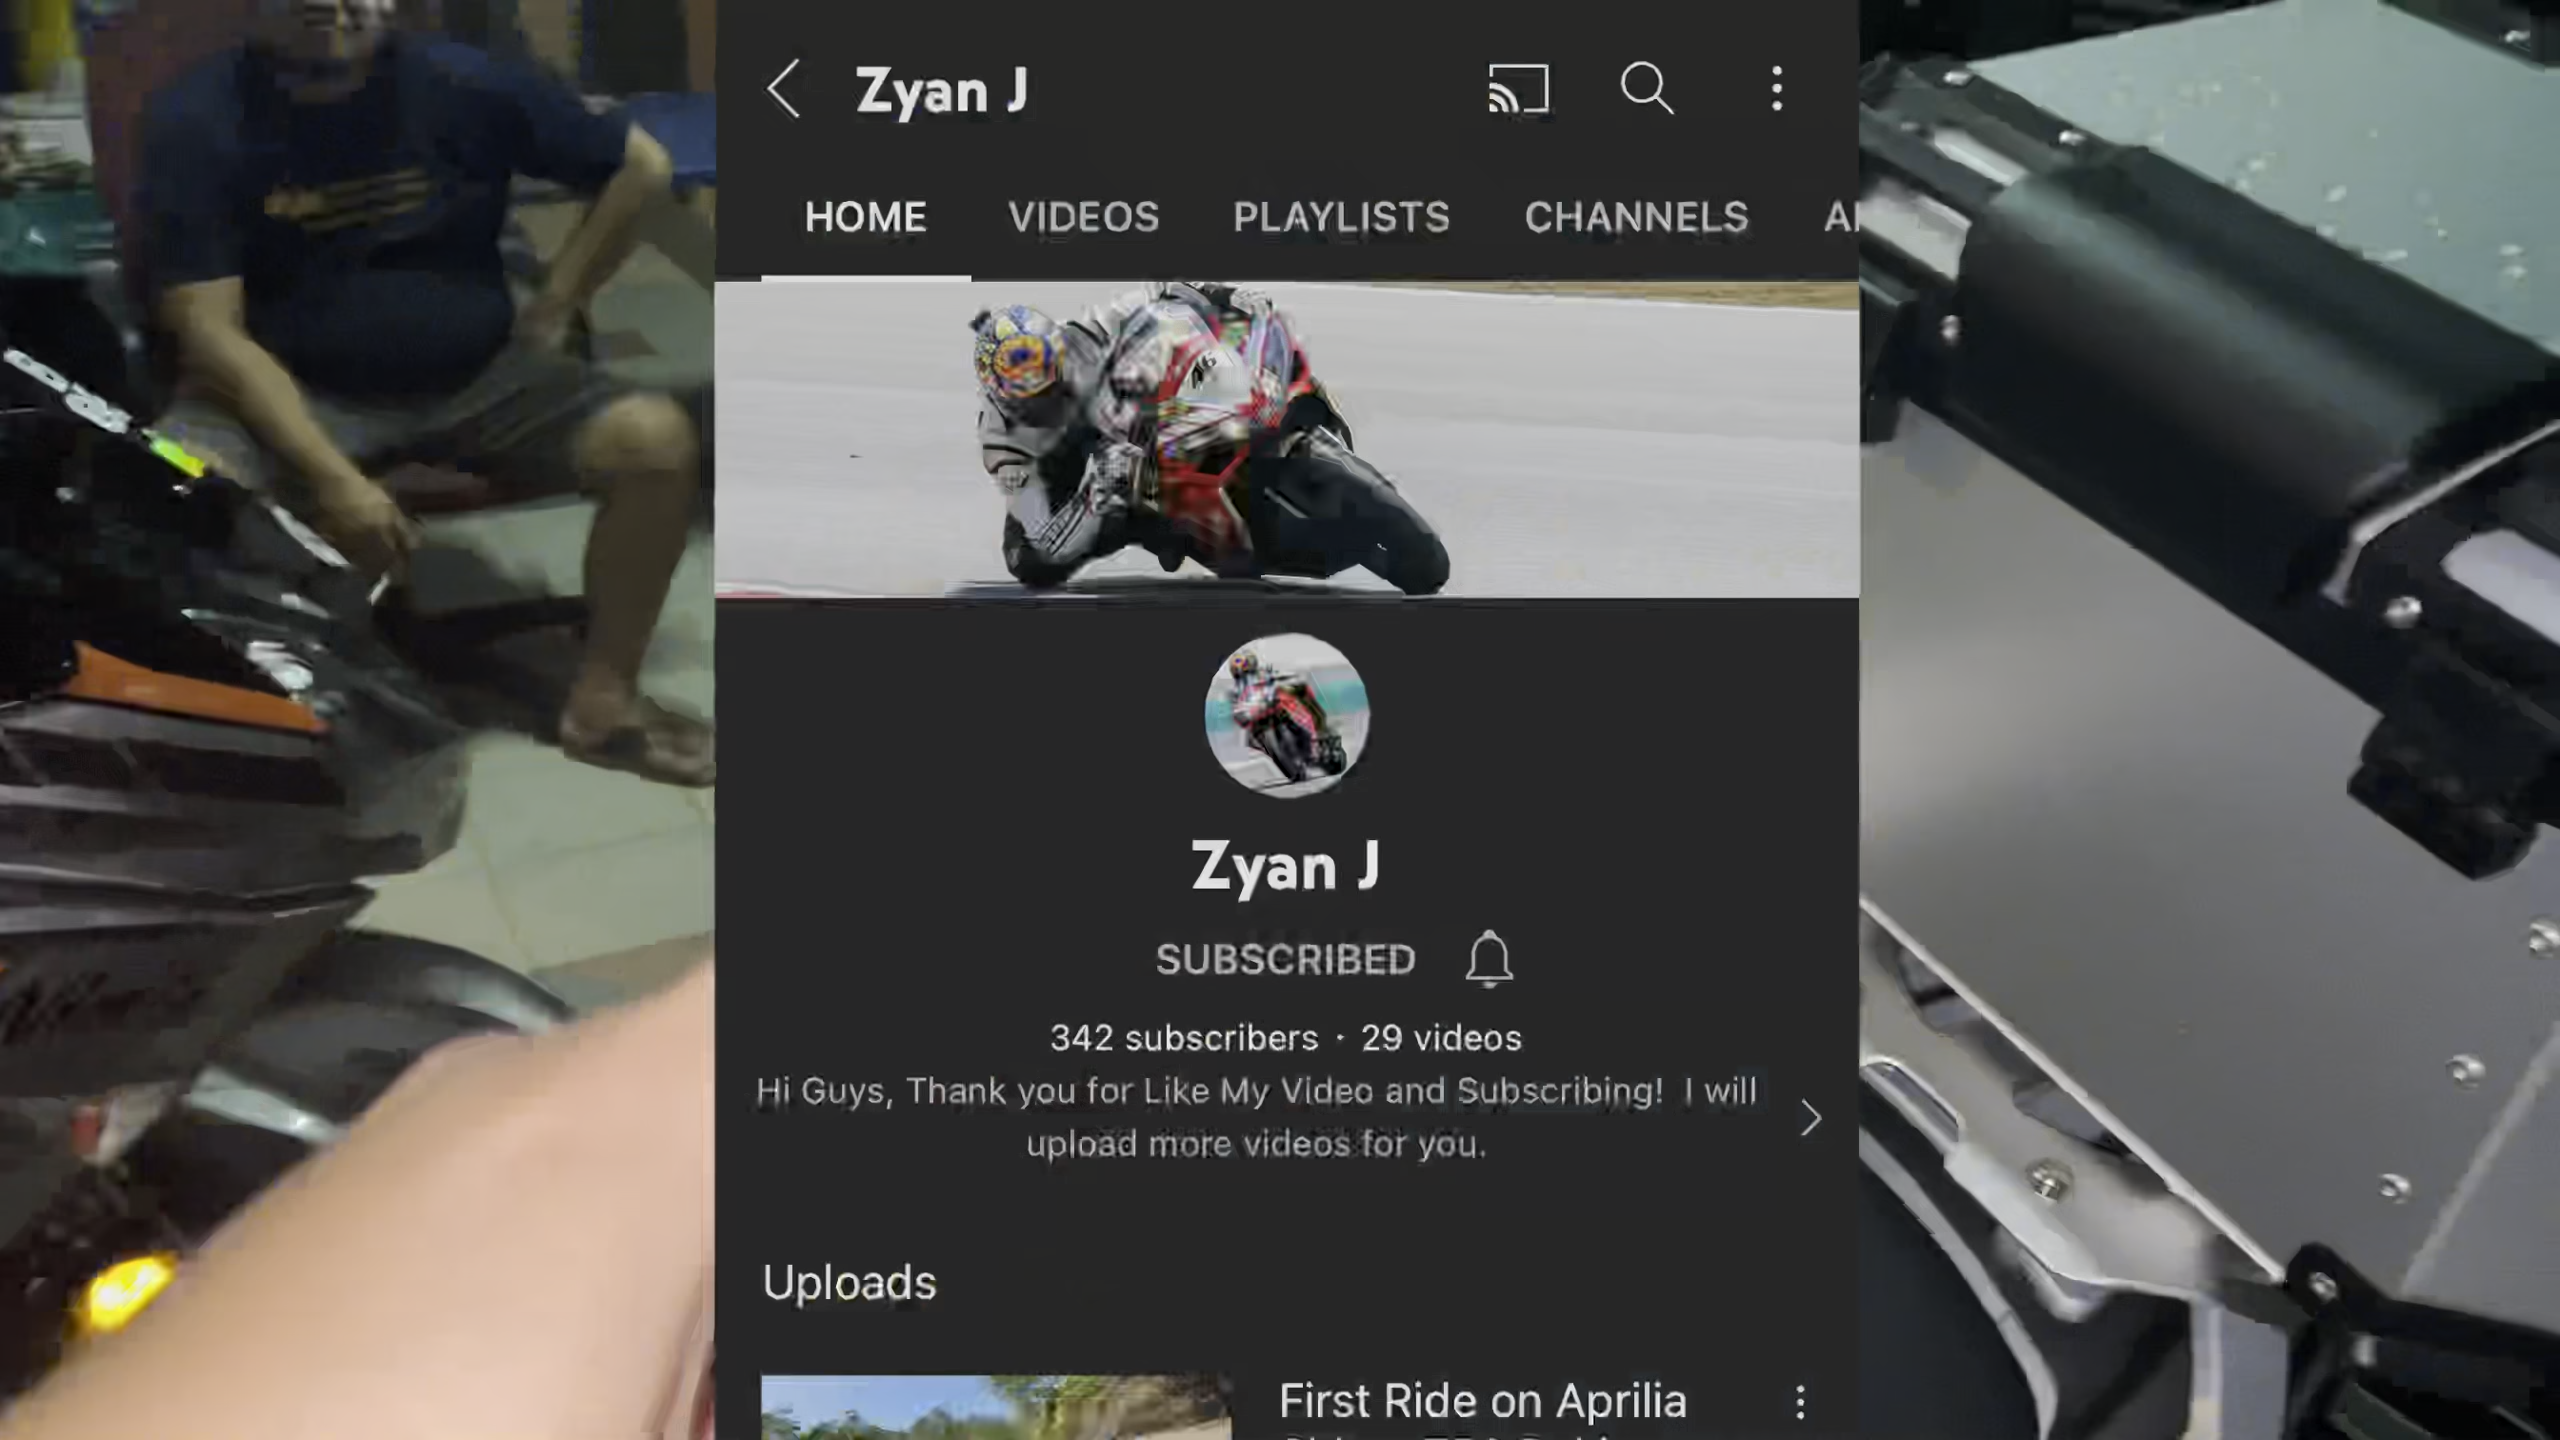 Zyan J
HOME VIDEOS PLAYLISTS CHANNELS
46
Zyan J
SUBSCRIBED
342 subscribers · 29 videos
Hi Guys, Thank you for Like My Video and Subscribing! I will
upload more videos for you.
Uploads
First Ride on Aprilia